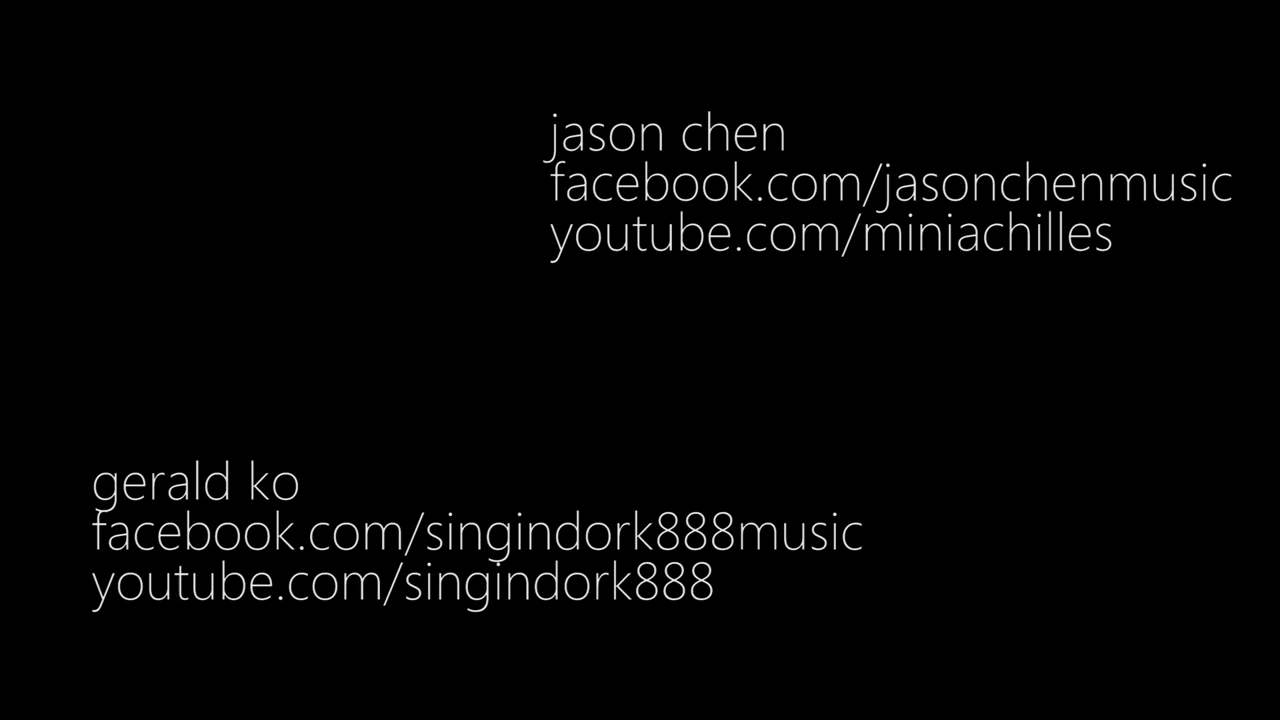 jason chen
facebook.com/jasonchenmusic
youtube.com/miniachilles
gerald ko
facebook.com/singindork888music
youtube.com/singindork888